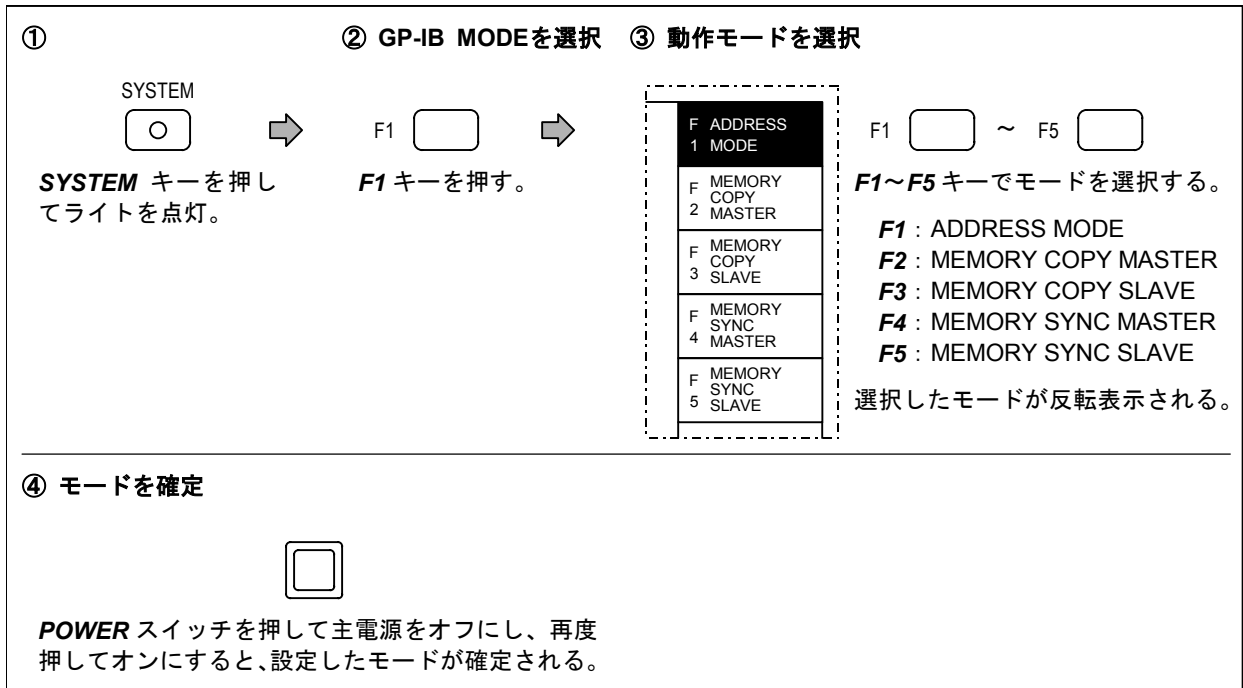 ①
② GP-IB MODEを選択
③ 動作モードを選択
SYSTEM
SYSTEM キーを押し
てライトを点灯。
F1
F1 キーを押す。
F ADDRESS
1 MODE
F MEMORY
COPY
2 MASTER
F MEMORY
COPY
3 SLAVE
F MEMORY
SYNC
4 MASTER
F MEMORY
SYNC
5 SLAVE
F1 ~ F5
F1～F5 キーでモードを選択する。
F1：ADDRESS MODE
F2：MEMORY COPY MASTER
F3：MEMORY COPY SLAVE
F4：MEMORY SYNC MASTER
F5：MEMORY SYNC SLAVE
選択したモードが反転表示される。
④ モードを確定
POWER スイッチを押して主電源をオフにし、再度
押してオンにすると、設定したモードが確定される。